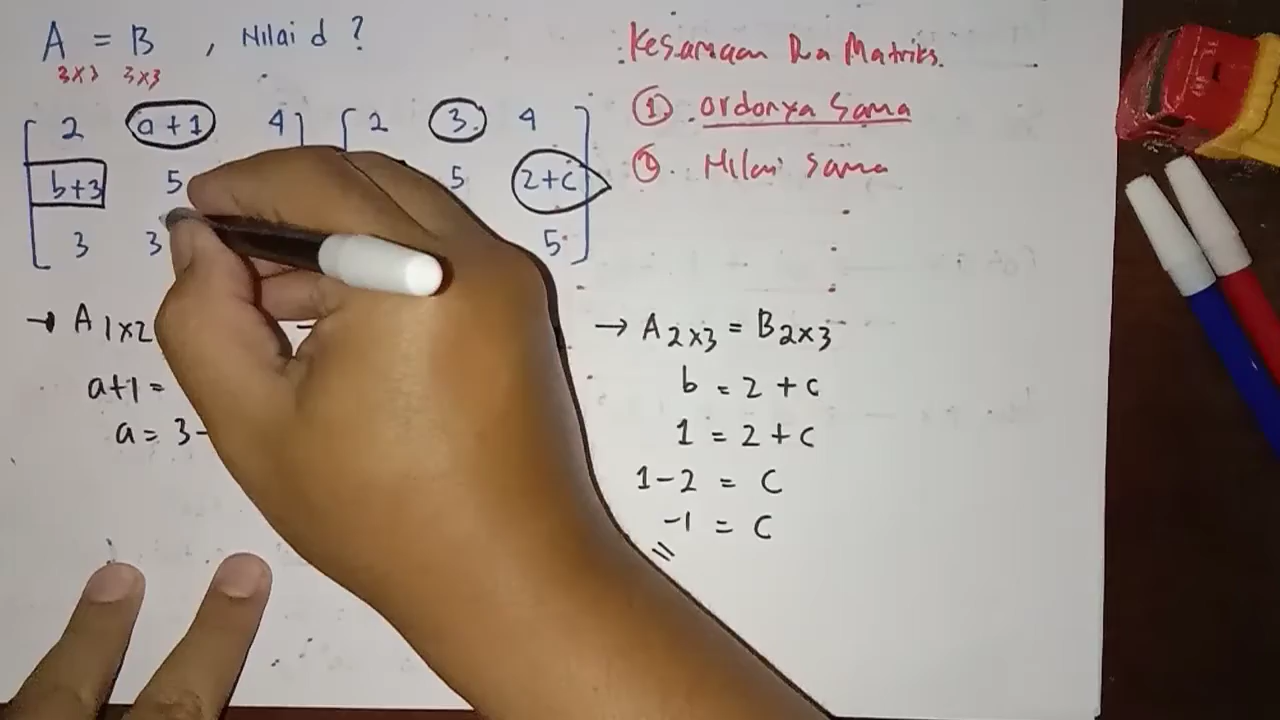 A = B , Nilai d ?
3x3 3x3
2 a+1 4 2 3 4
b+3 5 5 2+c
3 3 5
→ A1x2
a+1 =
a = 3-
Kesamaan Dua Matriks.
1. Ordonya Sama
2. Nilai Sama
→ A2x3 = B2x3
b = 2 + c
1 = 2 + c
1-2 = c
-1 = c